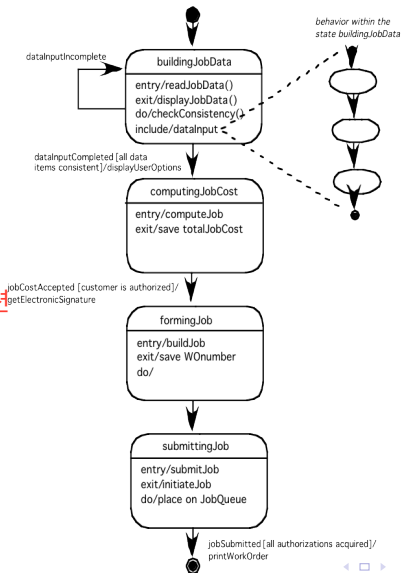 behavior within the
state buildingJobData
dataInputIncomplete
buildingJobData
entry/readJobData()
exit/displayJobData()
do/checkConsistency()
include/dataInput
dataInputCompleted [all data
items consistent]/displayUserOptions
computingJobCost
entry/computeJob
exit/save totalJobCost
jobCostAccepted [customer is authorized]/
getElectronicSignature
formingJob
entry/buildJob
exit/save WOnumber
do/
submittingJob
entry/submitJob
exit/initiateJob
do/place on JobQueue
jobSubmitted [all authorizations acquired]/
printWorkOrder